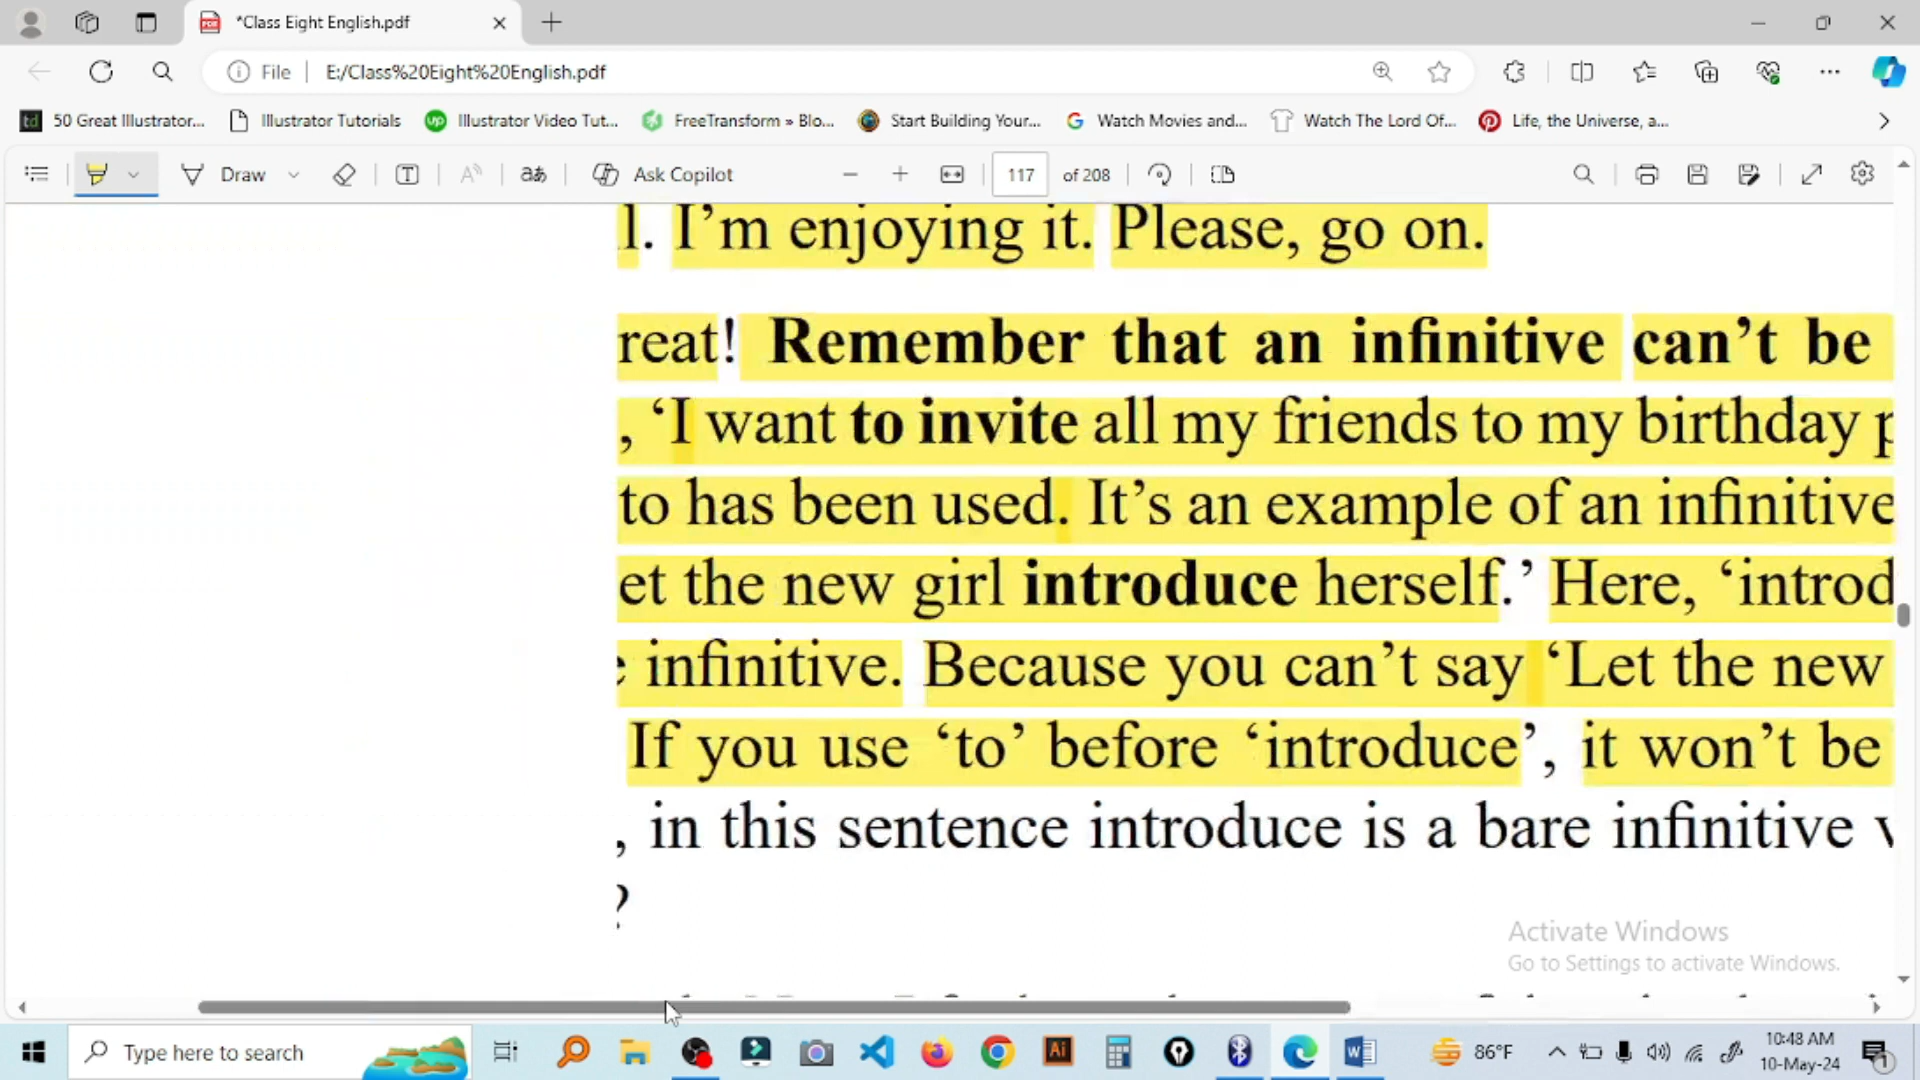 *Class Eight English.pdf
File E:/Class%20Eight%20English.pdf
td 50 Great Illustrator... Illustrator Tutorials up Illustrator Video Tut... FreeTransform » Blo... Start Building Your... Watch Movies and... Watch The Lord Of... Life, the Universe, a...
Draw T aあ Ask Copilot 117 of 208
l. I’m enjoying it. Please, go on.
reat! Remember that an infinitive can’t be
, ‘I want to invite all my friends to my birthday p
to has been used. It’s an example of an infinitive
et the new girl introduce herself.’ Here, ‘introd
e infinitive. Because you can’t say ‘Let the new
If you use ‘to’ before ‘introduce’, it won’t be
, in this sentence introduce is a bare infinitive
?
Activate Windows
Go to Settings to activate Windows.
Type here to search
Ai
86°F
10:48 AM
10-May-24
1